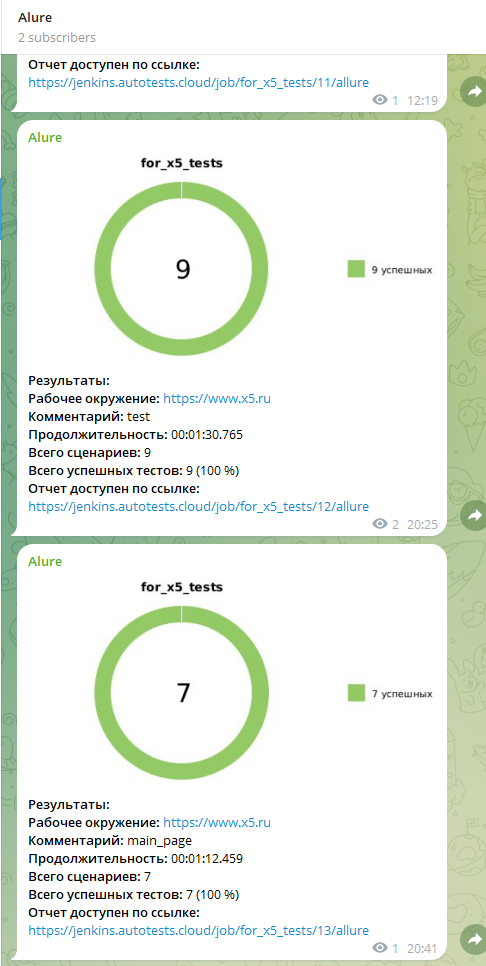 Alure
2 subscribers
Отчет доступен по ссылке:
https://jenkins.autotests.cloud/job/for_x5_tests/11/allure
1 12:19
Alure
for_x5_tests
9
9 успешных
Результаты:
Рабочее окружение: https://www.x5.ru
Комментарий: test
Продолжительность: 00:01:30.765
Всего сценариев: 9
Всего успешных тестов: 9 (100 %)
Отчет доступен по ссылке:
https://jenkins.autotests.cloud/job/for_x5_tests/12/allure
2 20:25
Alure
for_x5_tests
7
7 успешных
Результаты:
Рабочее окружение: https://www.x5.ru
Комментарий: main_page
Продолжительность: 00:01:12.459
Всего сценариев: 7
Всего успешных тестов: 7 (100 %)
Отчет доступен по ссылке:
https://jenkins.autotests.cloud/job/for_x5_tests/13/allure
1 20:41